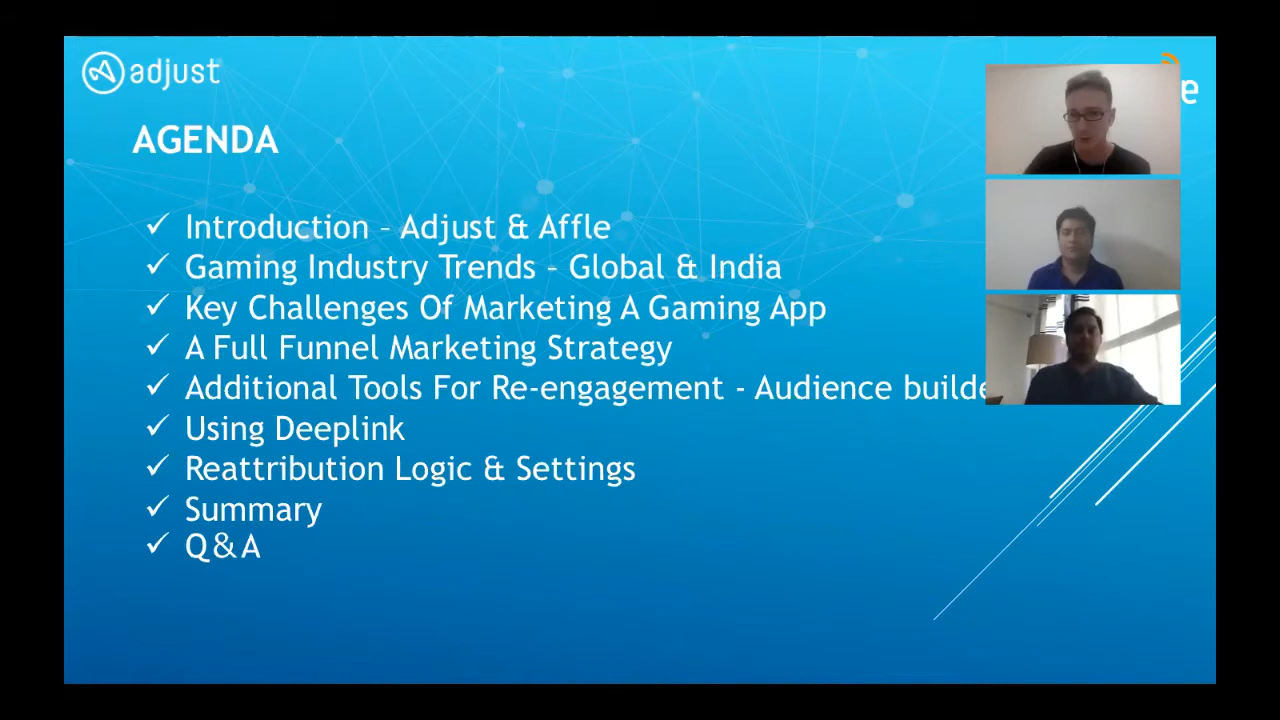 adjust
AGENDA
✓ Introduction – Adjust & Affle
✓ Gaming Industry Trends – Global & India
✓ Key Challenges Of Marketing A Gaming App
✓ A Full Funnel Marketing Strategy
✓ Additional Tools For Re-engagement - Audience
✓ Using Deeplink
✓ Reattribution Logic & Settings
✓ Summary
✓ Q&A